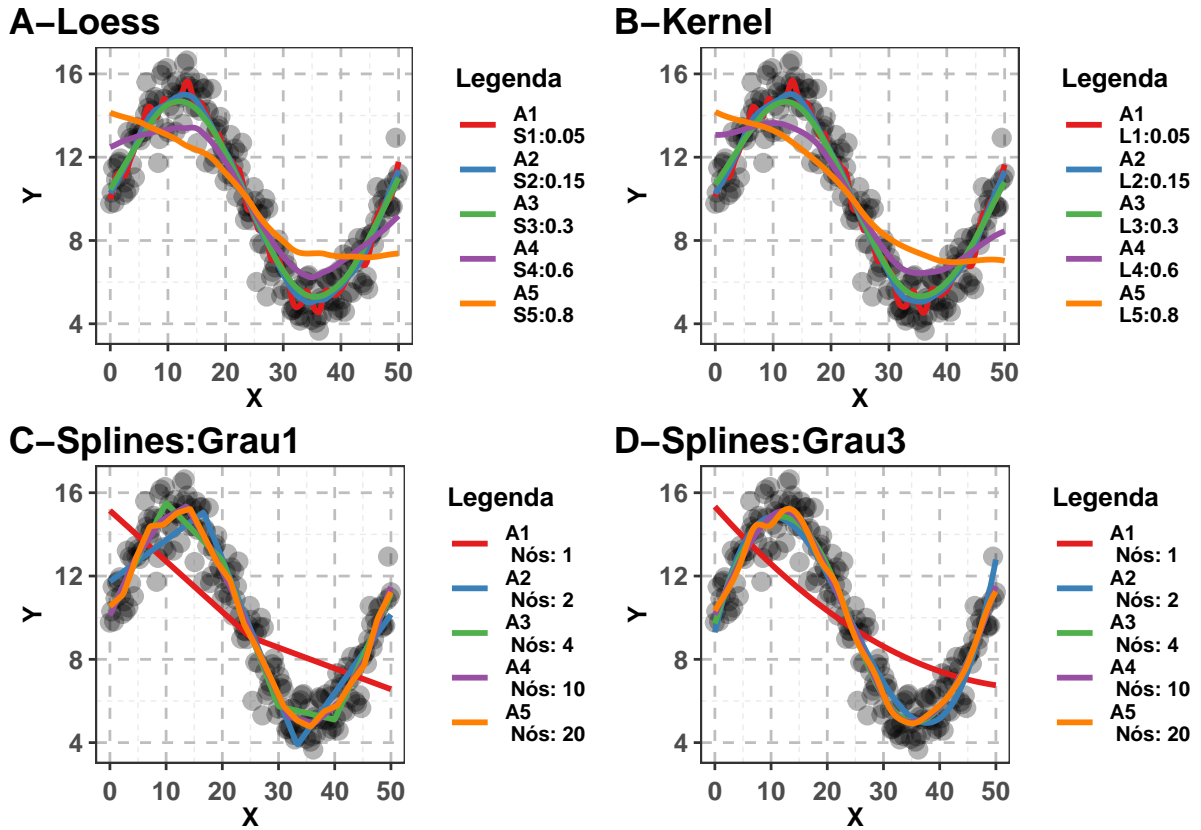 A–Loess
16
12
8
4
Y
0 10 20 30 40 50
X
Legenda
A1
S1:0.05
A2
S2:0.15
A3
S3:0.3
A4
S4:0.6
A5
S5:0.8
B–Kernel
16
12
8
4
Y
0 10 20 30 40 50
X
Legenda
A1
L1:0.05
A2
L2:0.15
A3
L3:0.3
A4
L4:0.6
A5
L5:0.8
C–Splines:Grau1
16
12
8
4
Y
0 10 20 30 40 50
X
Legenda
A1
Nós: 1
A2
Nós: 2
A3
Nós: 4
A4
Nós: 10
A5
Nós: 20
D–Splines:Grau3
16
12
8
4
Y
0 10 20 30 40 50
X
Legenda
A1
Nós: 1
A2
Nós: 2
A3
Nós: 4
A4
Nós: 10
A5
Nós: 20